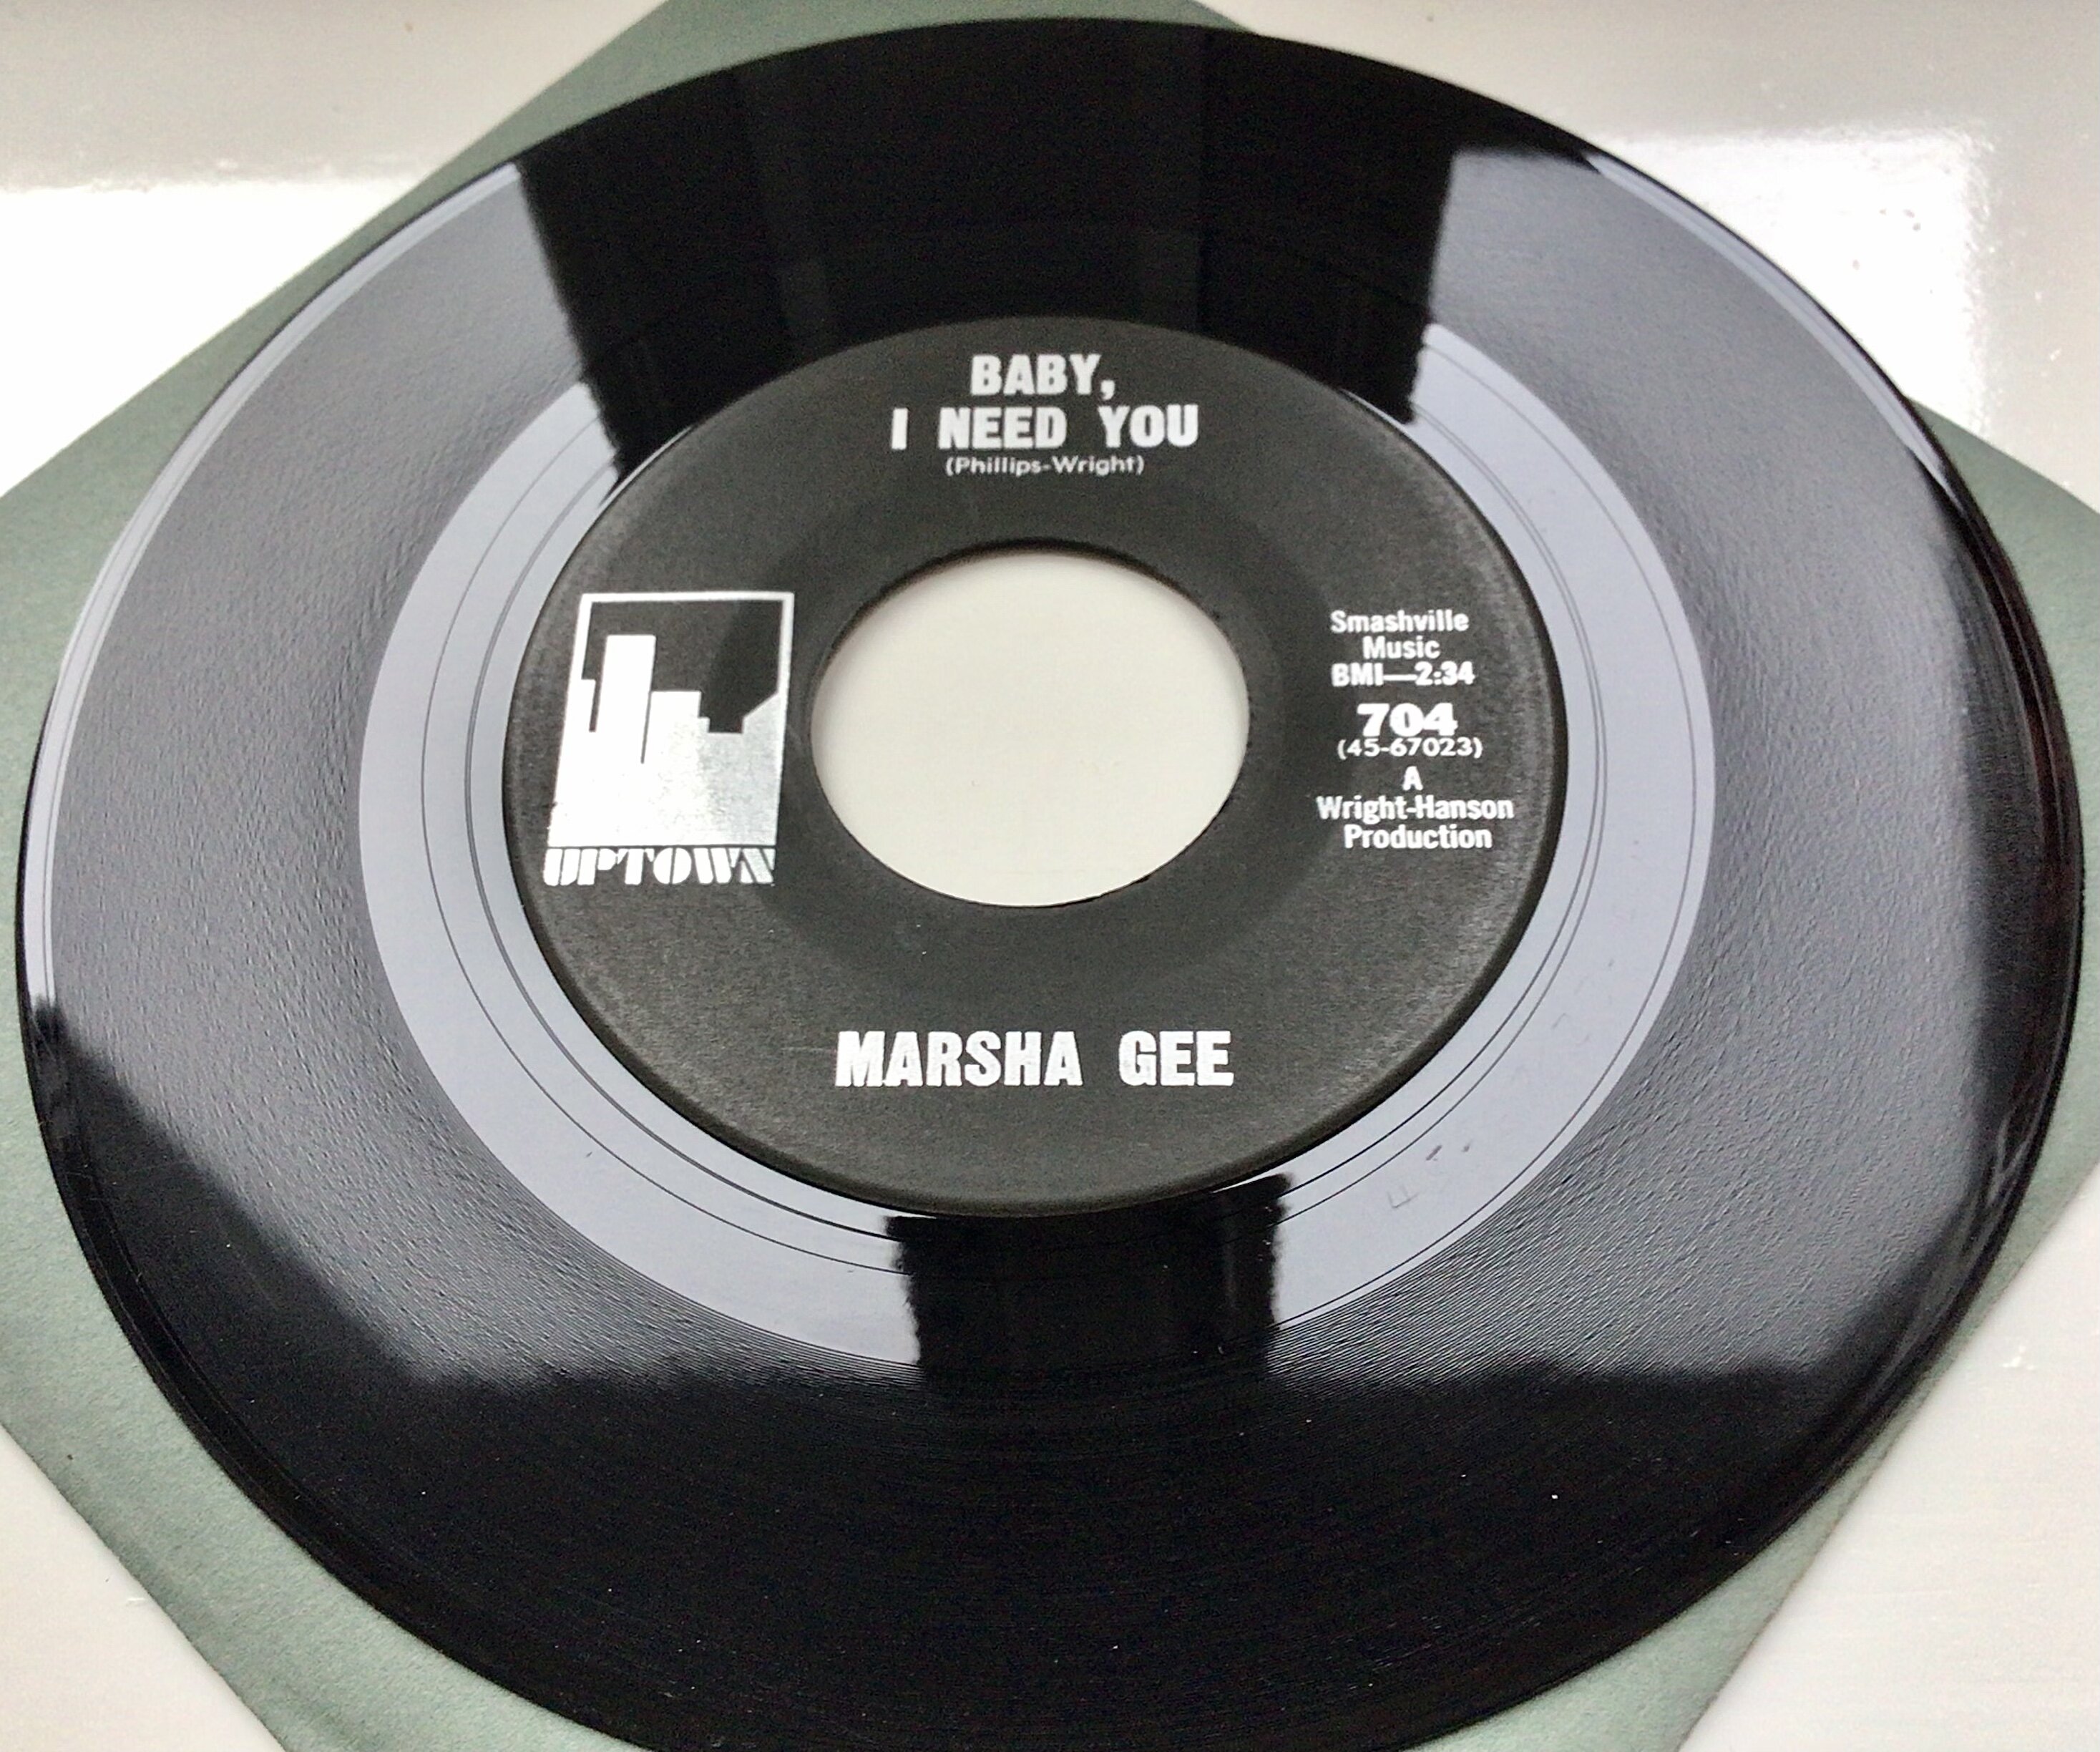 BABY,
I NEED YOU
(Phillips-Wright)
UPTOWN
Smashville
Music
BMI—2:34
704
(45-67023)
A
Wright-Hanson
Production
MARSHA GEE